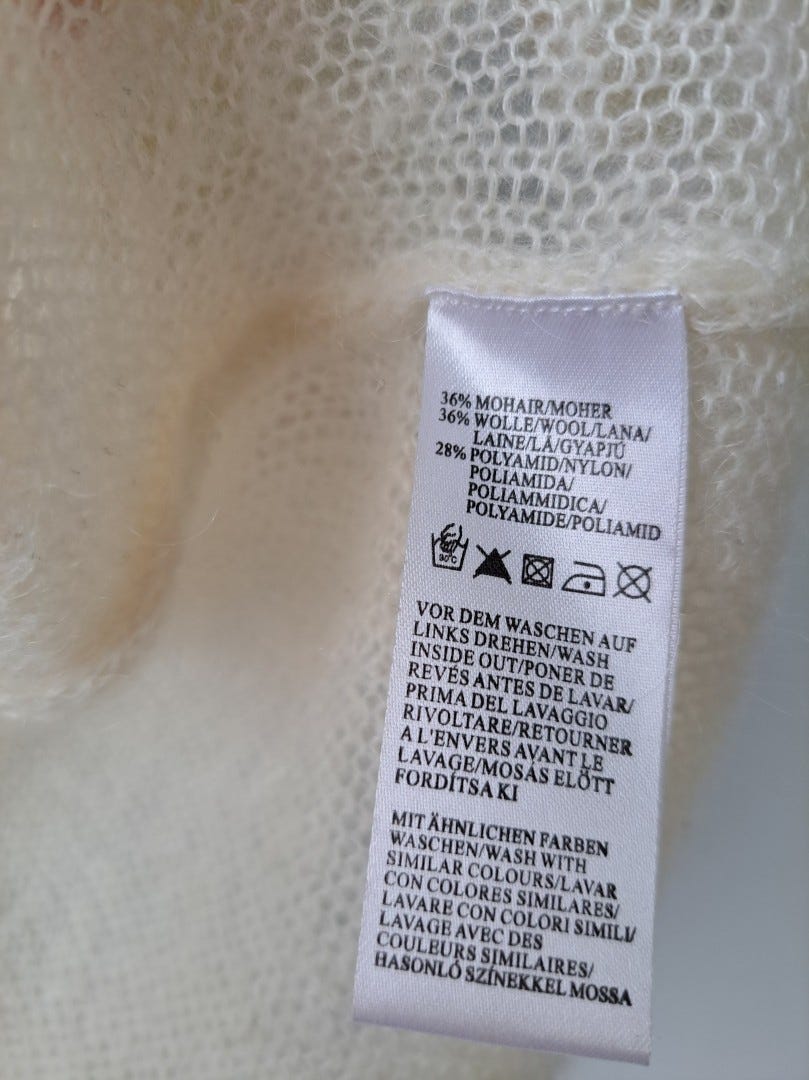 36% MOHAIR/MOHER
36% WOLLE/WOOL/LANA/
LAINE/LÃ/GYAPJÚ
28% POLYAMID/NYLON/
POLIAMIDA/
POLIAMMIDICA/
POLYAMIDE/POLIAMID
30°C
VOR DEM WASCHEN AUF
LINKS DREHEN/WASH
INSIDE OUT/PONER DE
REVÉS ANTES DE LAVAR/
PRIMA DEL LAVAGGIO
RIVOLTARE/RETOURNER
A L'ENVERS AVANT LE
LAVAGE/MOSÁS ELŐTT
FORDÍTSA KI
MIT ÄHNLICHEN FARBEN
WASCHEN/WASH WITH
SIMILAR COLOURS/LAVAR
CON COLORES SIMILARES/
LAVARE CON COLORI SIMILI/
LAVAGE AVEC DES
COULEURS SIMILAIRES/
HASONLÓ SZÍNEKKEL MOSSA